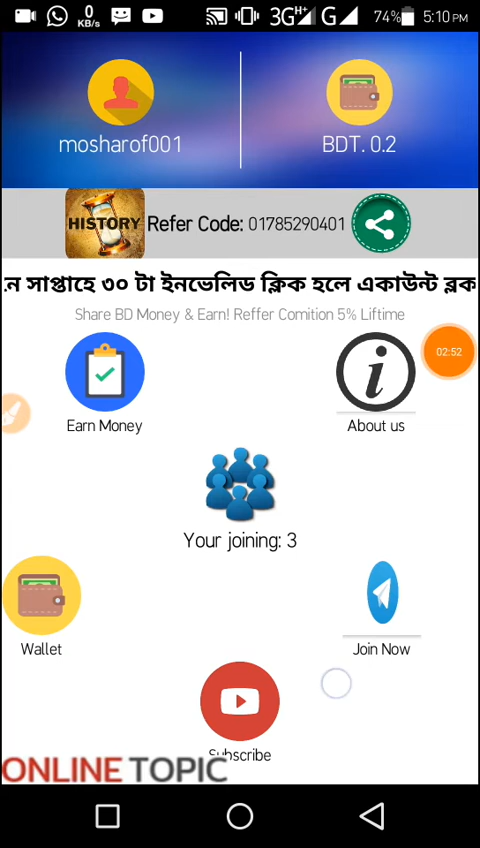 0
KB/s
3G H+ G 74% 5:10 PM
mosharof001
BDT. 0.2
HISTORY Refer Code: 01785290401
সাপ্তাহে ৩০ টা ইনভেলিড ক্লিক হলে একাউন্ট ব্লক
Share BD Money & Earn! Reffer Comition 5% Liftime
02:52
Earn Money
About us
Your joining: 3
Wallet
Join Now
Subscribe
ONLINE TOPIC